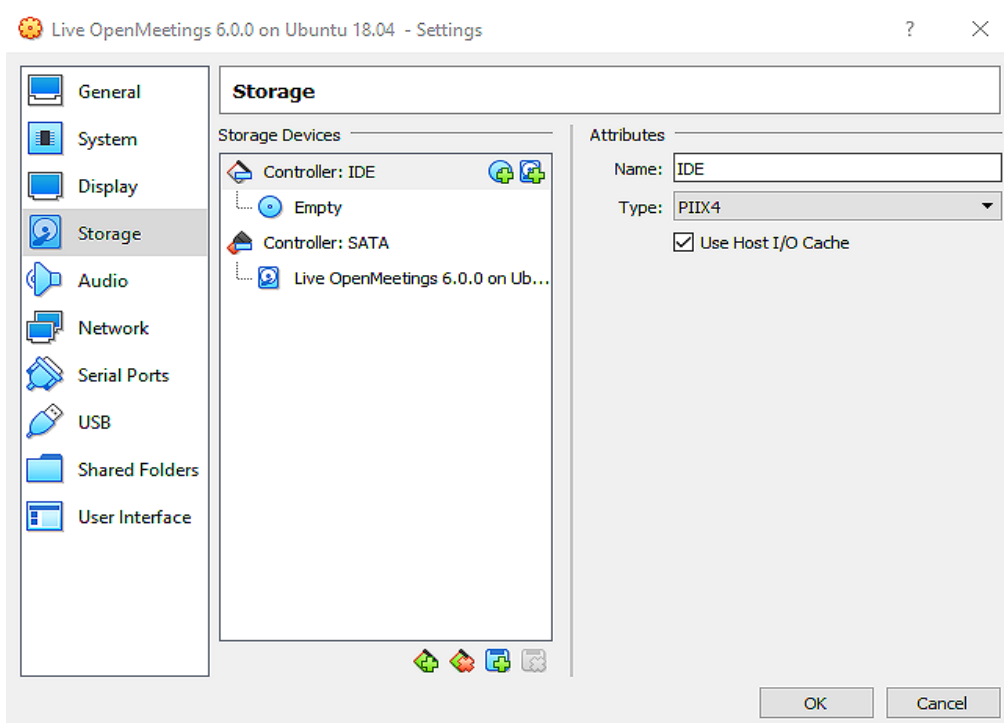 Live OpenMeetings 6.0.0 on Ubuntu 18.04 - Settings
?
General
System
Display
Storage
Audio
Network
Serial Ports
USB
Shared Folders
User Interface
Storage
Storage Devices
Controller: IDE
Empty
Controller: SATA
Live OpenMeetings 6.0.0 on Ub...
Attributes
Name: IDE
Type: PIIX4
Use Host I/O Cache
OK Cancel